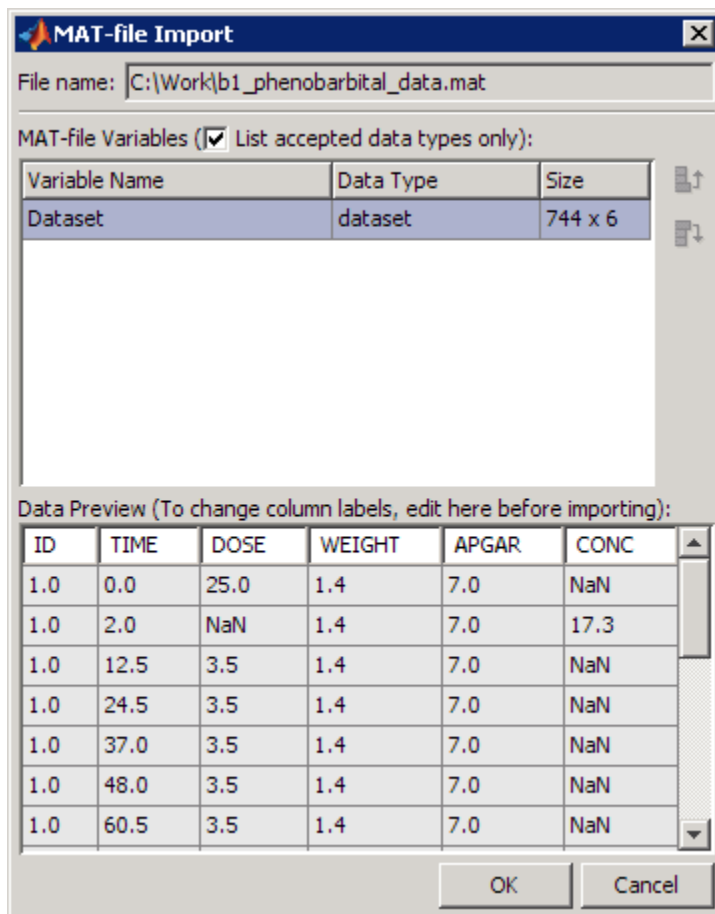 MAT-file Import
File name: C:\Work\b1_phenobarbital_data.mat
MAT-file Variables (List accepted data types only):
Variable Name Data Type Size
Dataset dataset 744 x 6
Data Preview (To change column labels, edit here before importing):
ID TIME DOSE WEIGHT APGAR CONC
1.0 0.0 25.0 1.4 7.0 NaN
1.0 2.0 NaN 1.4 7.0 17.3
1.0 12.5 3.5 1.4 7.0 NaN
1.0 24.5 3.5 1.4 7.0 NaN
1.0 37.0 3.5 1.4 7.0 NaN
1.0 48.0 3.5 1.4 7.0 NaN
1.0 60.5 3.5 1.4 7.0 NaN
OK Cancel